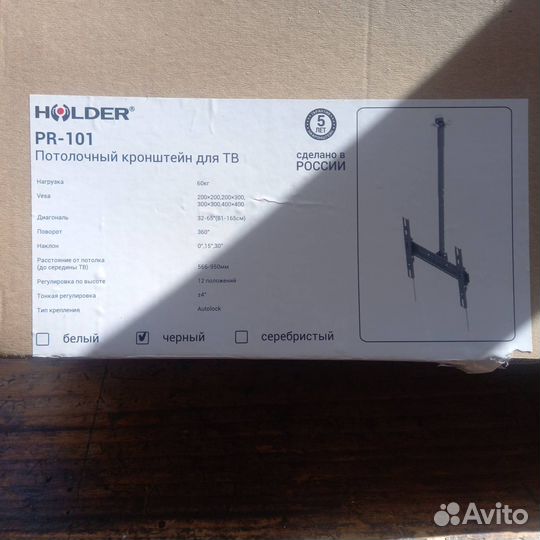 HOLDER®
PR-101
Потолочный кронштейн для ТВ
5
ЛЕТ
сделано в
РОССИИ
Нагрузка 60кг
Vesa 200×200,200×300,
300×300,400×400
Диагональ 32-65"(81-165см)
Поворот 360°
Наклон 0°,15°,30°
Расстояние от потолка
(до середины ТВ) 566-950мм
Регулировка по высоте 12 положений
Тонкая регулировка ±4°
Тип крепления Autolock
белый черный серебристый
Avito